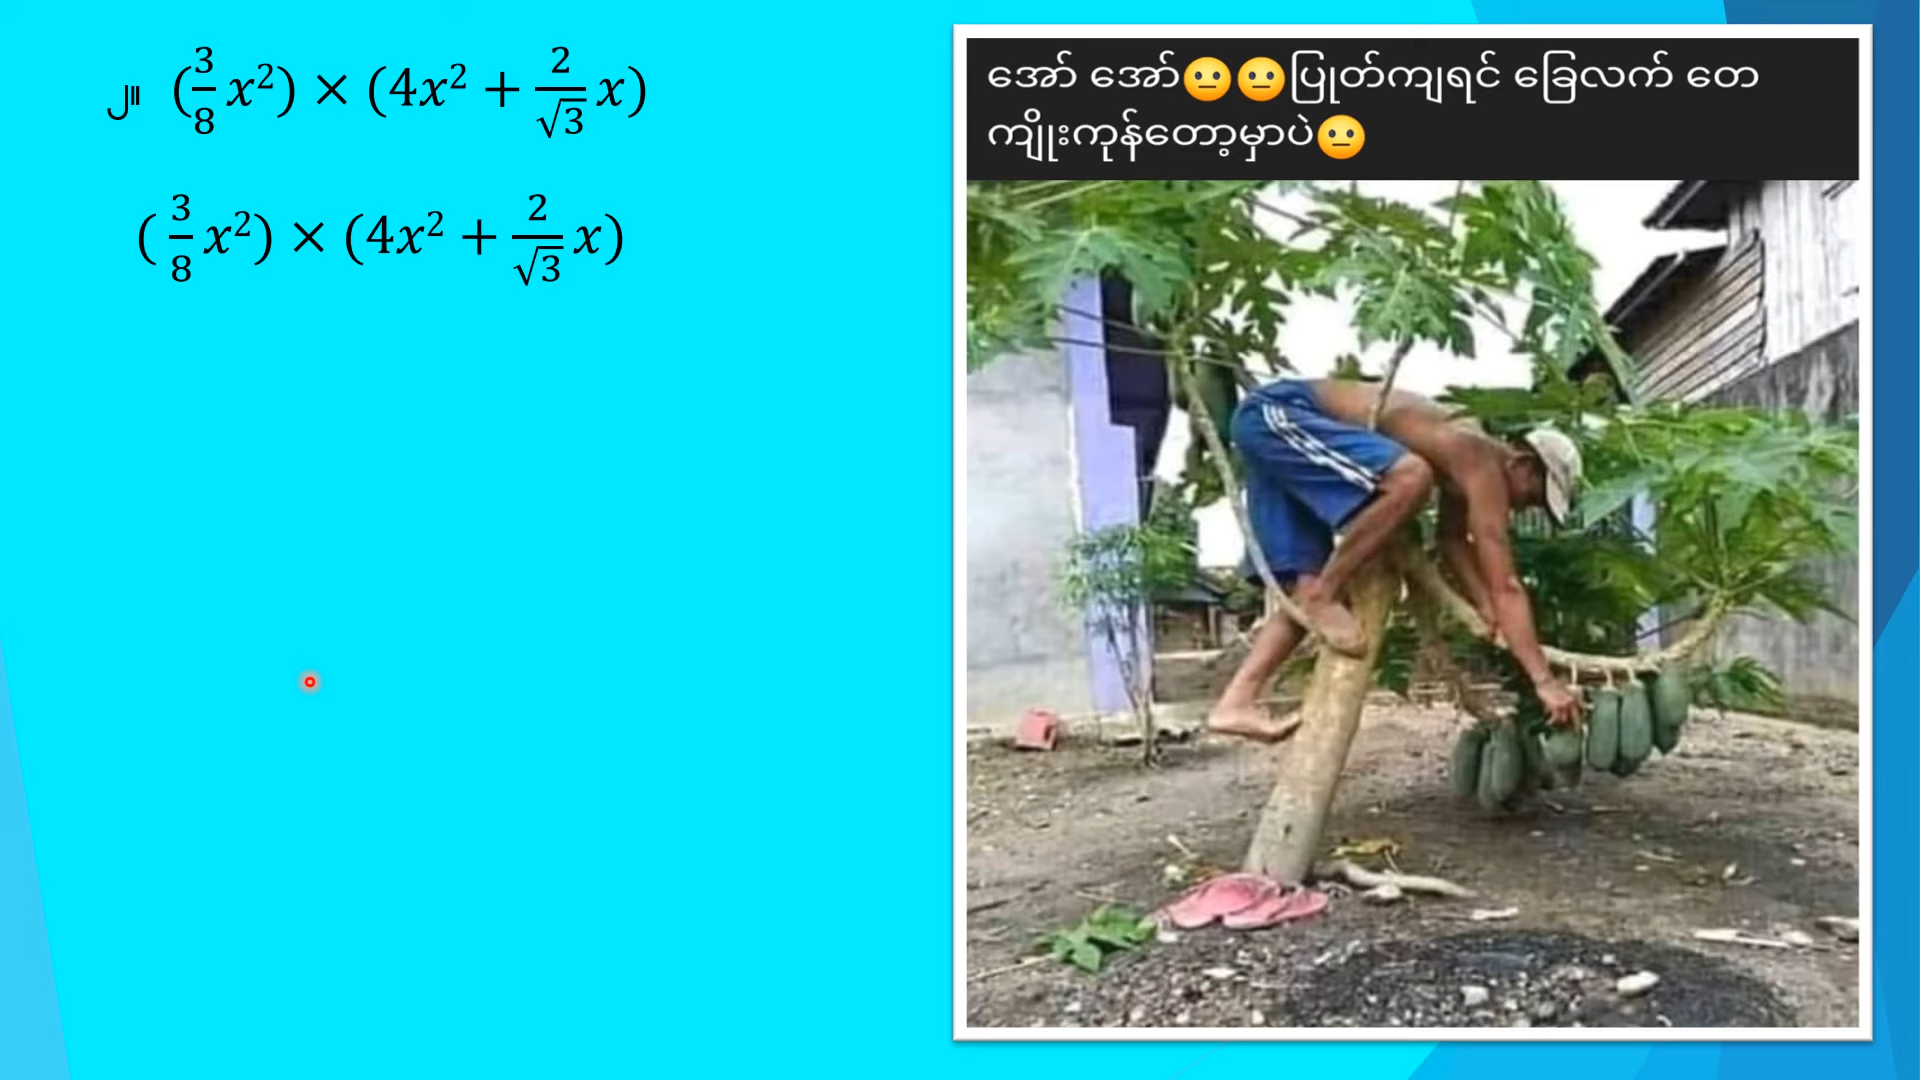 ၂။ (3/8 x²) × (4x² + 2/√3 x)
(3/8 x²) × (4x² + 2/√3 x)
အော် အော်😐😐ပြုတ်ကျရင် ခြေလက် တေ
ကျိုးကုန်တော့မှာပဲ😐